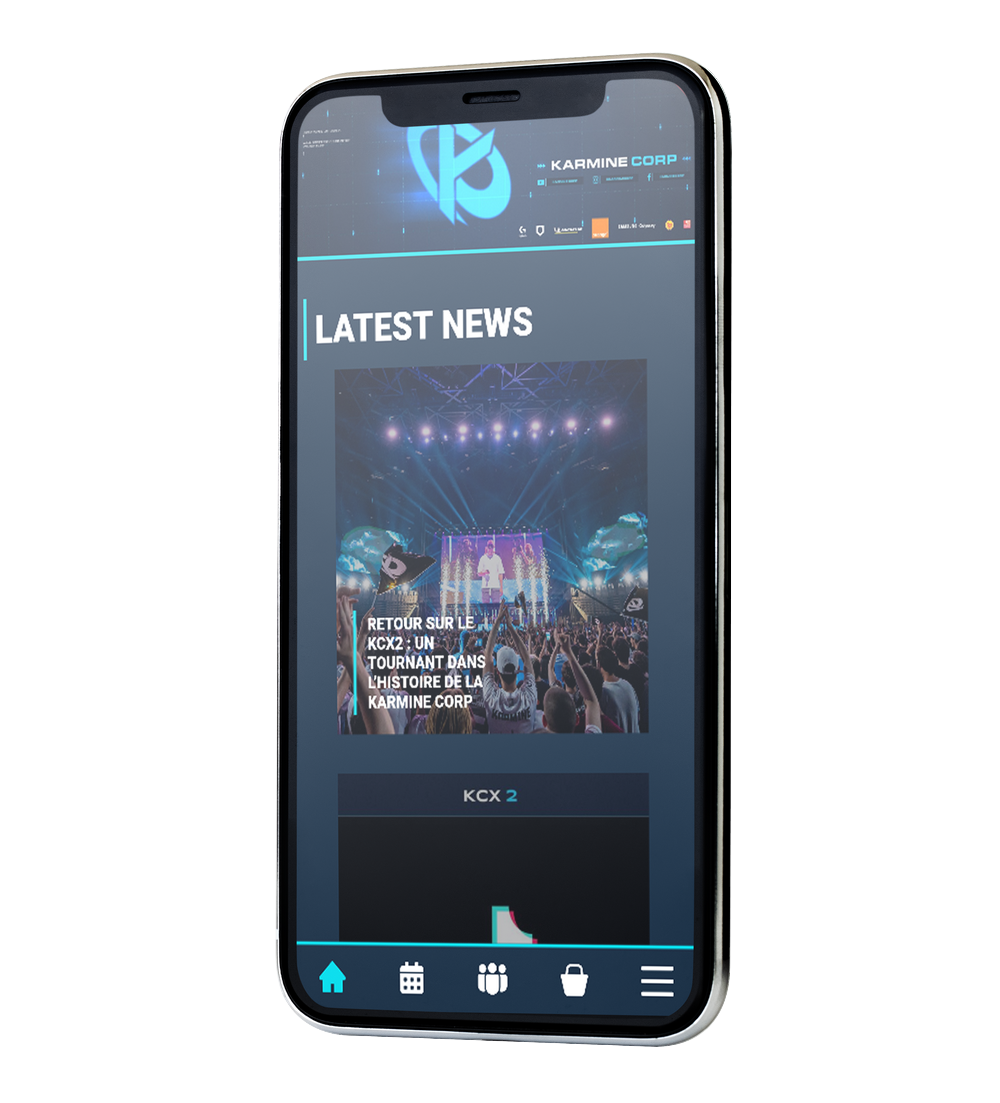 KARMINE CORP
LATEST NEWS
RETOUR SUR LE
KCX2 : UN
TOURNANT DANS
L'HISTOIRE DE LA
KARMINE CORP
KCX 2